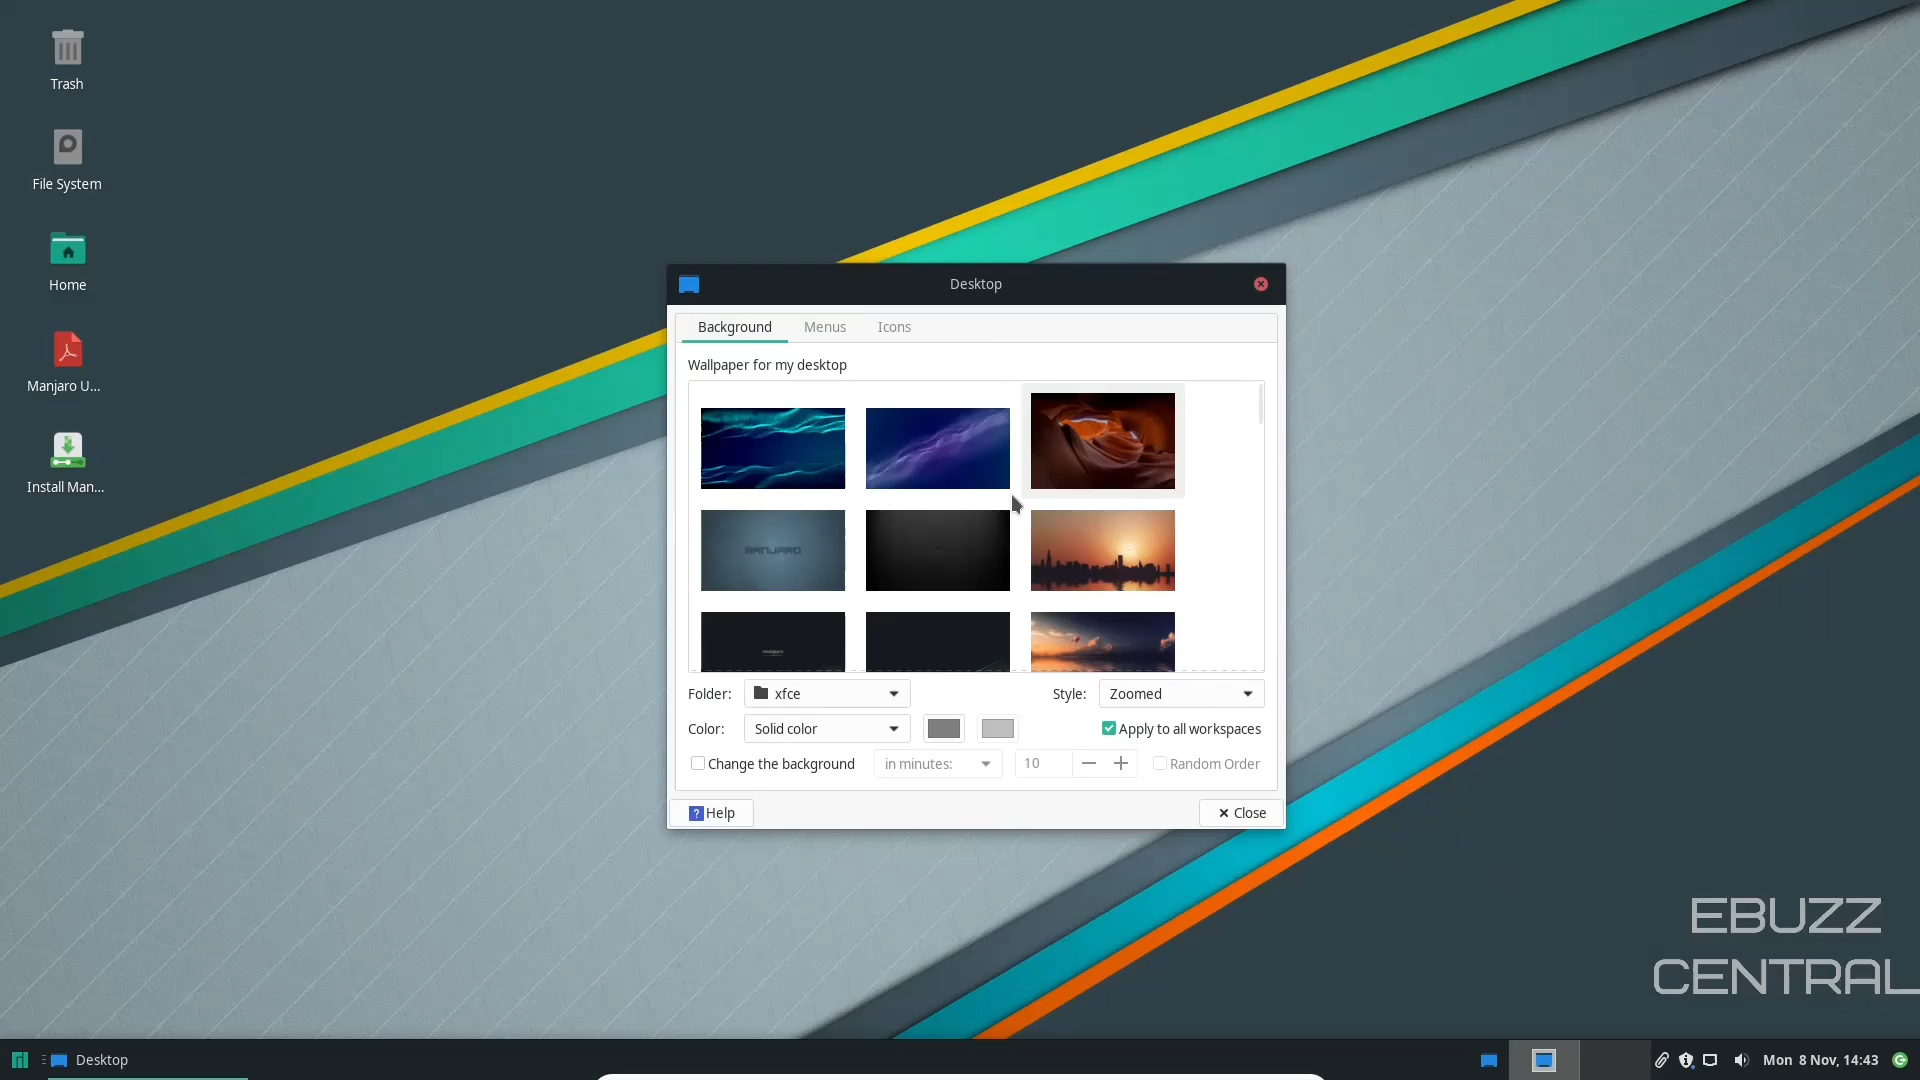 Trash
File System
Home
Manjaro U...
Install Man...
Desktop
Background Menus Icons
Wallpaper for my desktop
MANJARO
Folder: xfce Style: Zoomed
Color: Solid color Apply to all workspaces
Change the background in minutes: 10 Random Order
? Help Close
EBUZZ
CENTRAL
Desktop Mon 8 Nov, 14:43